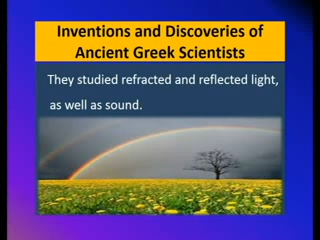 Inventions and Discoveries of
Ancient Greek Scientists
They studied refracted and reflected light,
as well as sound.